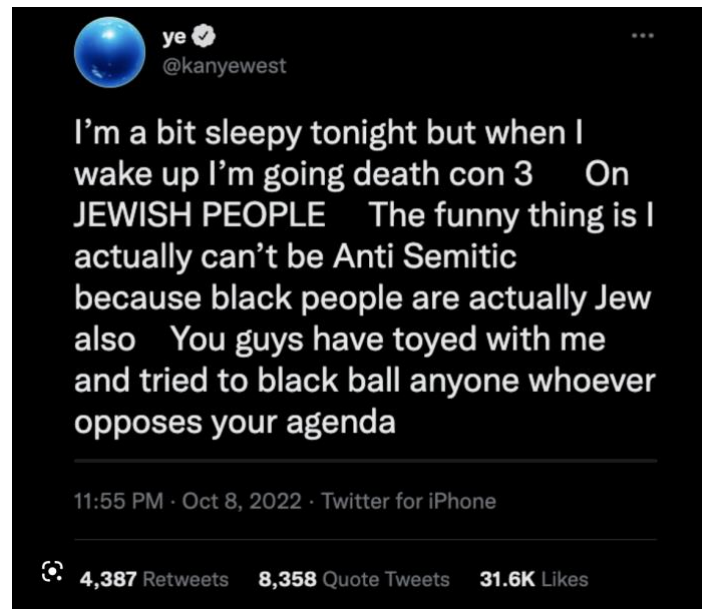 ye
@kanyewest
I'm a bit sleepy tonight but when I
wake up I'm going death con 3 On
JEWISH PEOPLE The funny thing is I
actually can't be Anti Semitic
because black people are actually Jew
also You guys have toyed with me
and tried to black ball anyone whoever
opposes your agenda
11:55 PM · Oct 8, 2022 · Twitter for iPhone
4,387 Retweets 8,358 Quote Tweets 31.6K Likes